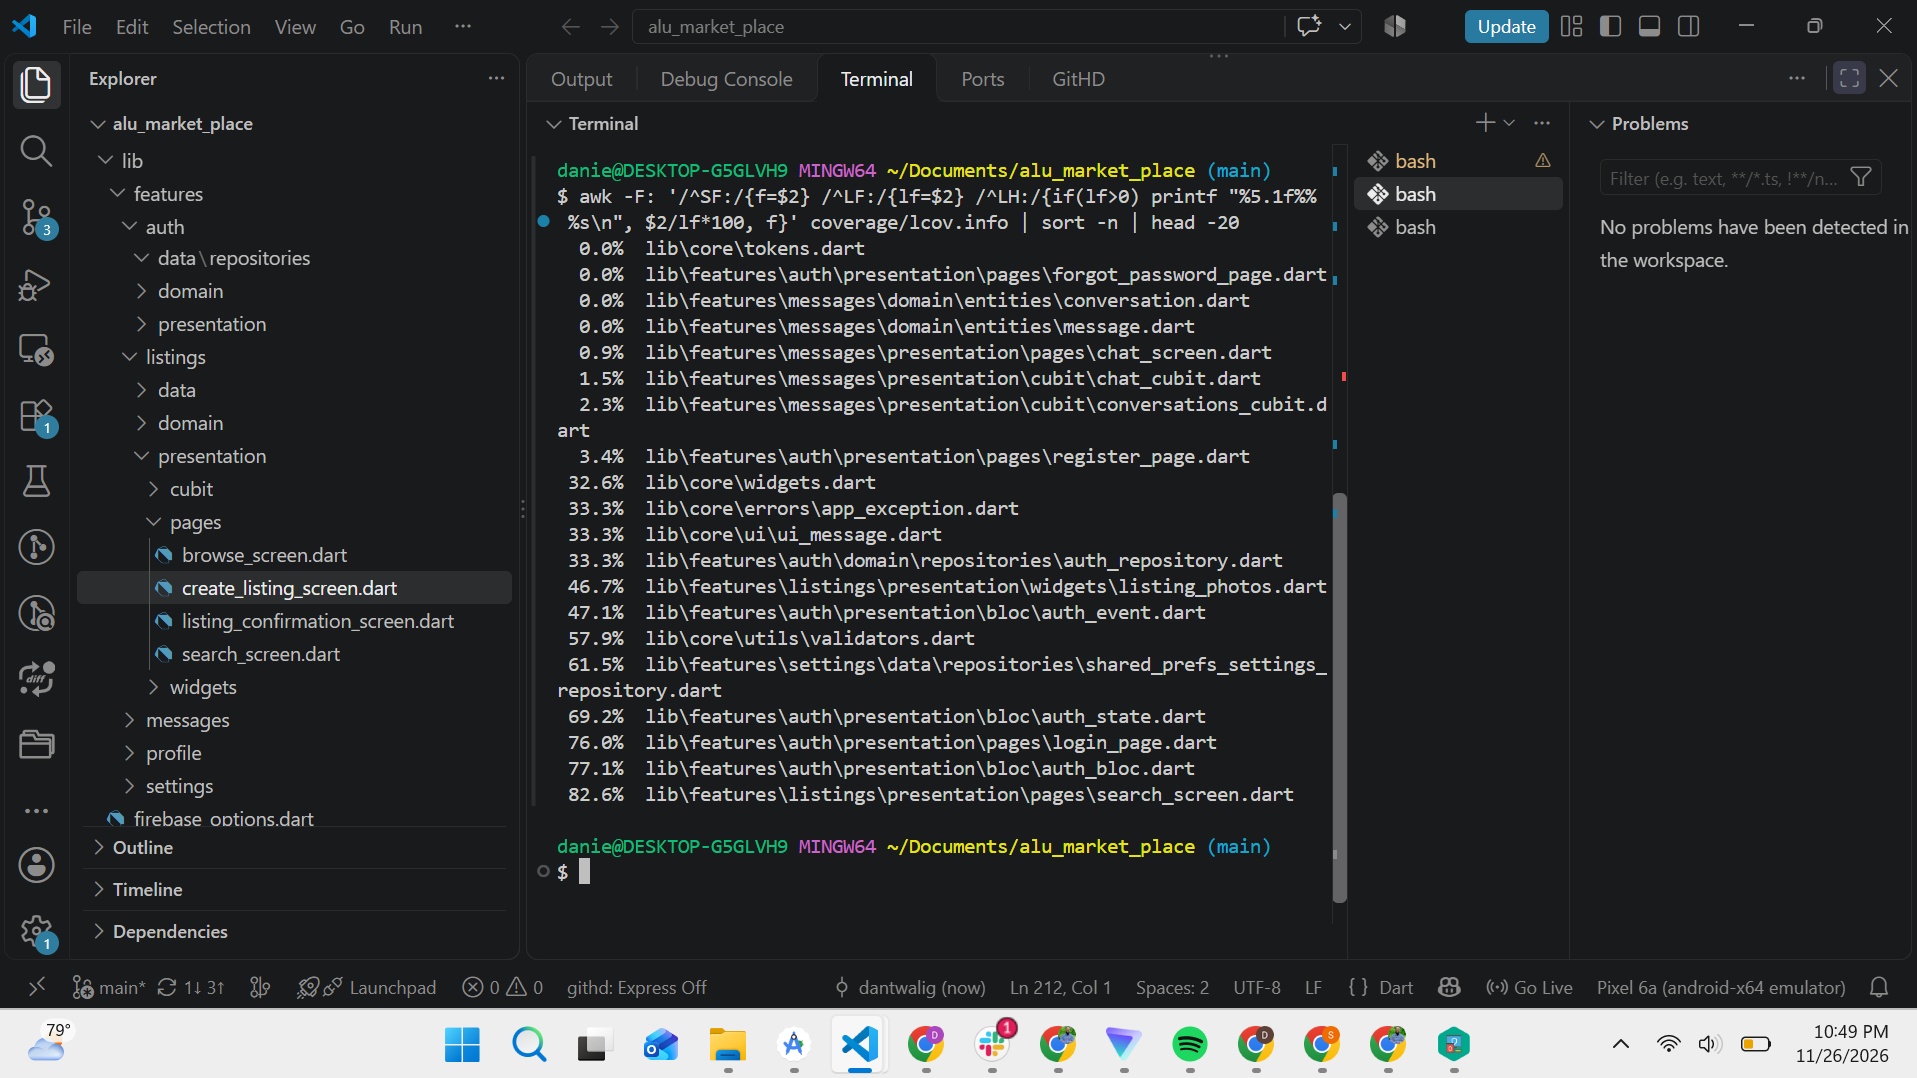 File Edit Selection View Go Run ···
alu_market_place
Update
Explorer
alu_market_place
lib
features
auth
data\repositories
domain
presentation
listings
data
domain
presentation
cubit
pages
browse_screen.dart
create_listing_screen.dart
listing_confirmation_screen.dart
search_screen.dart
widgets
messages
profile
settings
firebase_options.dart
Outline
Timeline
Dependencies
3
1
diff
1
Output Debug Console Terminal Ports GitHD
Terminal
danie@DESKTOP-G5GLVH9 MINGW64 ~/Documents/alu_market_place (main)
$ awk -F: '/^SF:/{f=$2} /^LF:/{lf=$2} /^LH:/{if(lf>0) printf "%5.1f%%
%s\n", $2/lf*100, f}' coverage/lcov.info | sort -n | head -20
0.0% lib\core\tokens.dart
0.0% lib\features\auth\presentation\pages\forgot_password_page.dart
0.0% lib\features\messages\domain\entities\conversation.dart
0.0% lib\features\messages\domain\entities\message.dart
0.9% lib\features\messages\presentation\pages\chat_screen.dart
1.5% lib\features\messages\presentation\cubit\chat_cubit.dart
2.3% lib\features\messages\presentation\cubit\conversations_cubit.d
art
3.4% lib\features\auth\presentation\pages\register_page.dart
32.6% lib\core\widgets.dart
33.3% lib\core\errors\app_exception.dart
33.3% lib\core\ui\ui_message.dart
33.3% lib\features\auth\domain\repositories\auth_repository.dart
46.7% lib\features\listings\presentation\widgets\listing_photos.dart
47.1% lib\features\auth\presentation\bloc\auth_event.dart
57.9% lib\core\utils\validators.dart
61.5% lib\features\settings\data\repositories\shared_prefs_settings_
repository.dart
69.2% lib\features\auth\presentation\bloc\auth_state.dart
76.0% lib\features\auth\presentation\pages\login_page.dart
77.1% lib\features\auth\presentation\bloc\auth_bloc.dart
82.6% lib\features\listings\presentation\pages\search_screen.dart
danie@DESKTOP-G5GLVH9 MINGW64 ~/Documents/alu_market_place (main)
$
bash
bash
bash
Problems
Filter (e.g. text, **/*.ts, !**/n...
No problems have been detected in
the workspace.
main* 1↓ 3↑ Launchpad 0 0 githd: Express Off dantwalig (now) Ln 212, Col 1 Spaces: 2 UTF-8 LF { } Dart Go Live Pixel 6a (android-x64 emulator)
79°
D
1
D
S
10:49 PM
11/26/2026